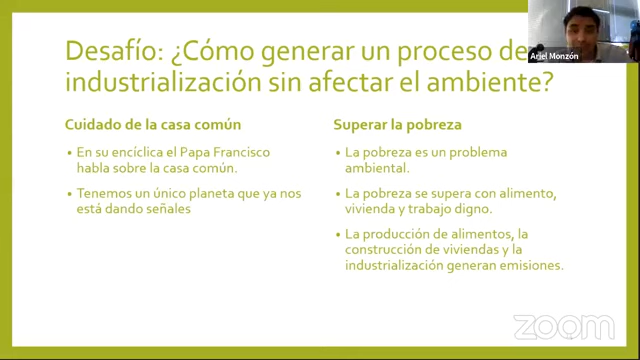 Desafío: ¿Cómo generar un proceso de
industrialización sin afectar el ambiente?
Ariel Monzón
Cuidado de la casa común
• En su encíclica el Papa Francisco
habla sobre la casa común.
• Tenemos un único planeta que ya nos
está dando señales
Superar la pobreza
• La pobreza es un problema
ambiental.
• La pobreza se supera con alimento,
vivienda y trabajo digno.
• La producción de alimentos, la
construcción de viviendas y la
industrialización generan emisiones.
zoom